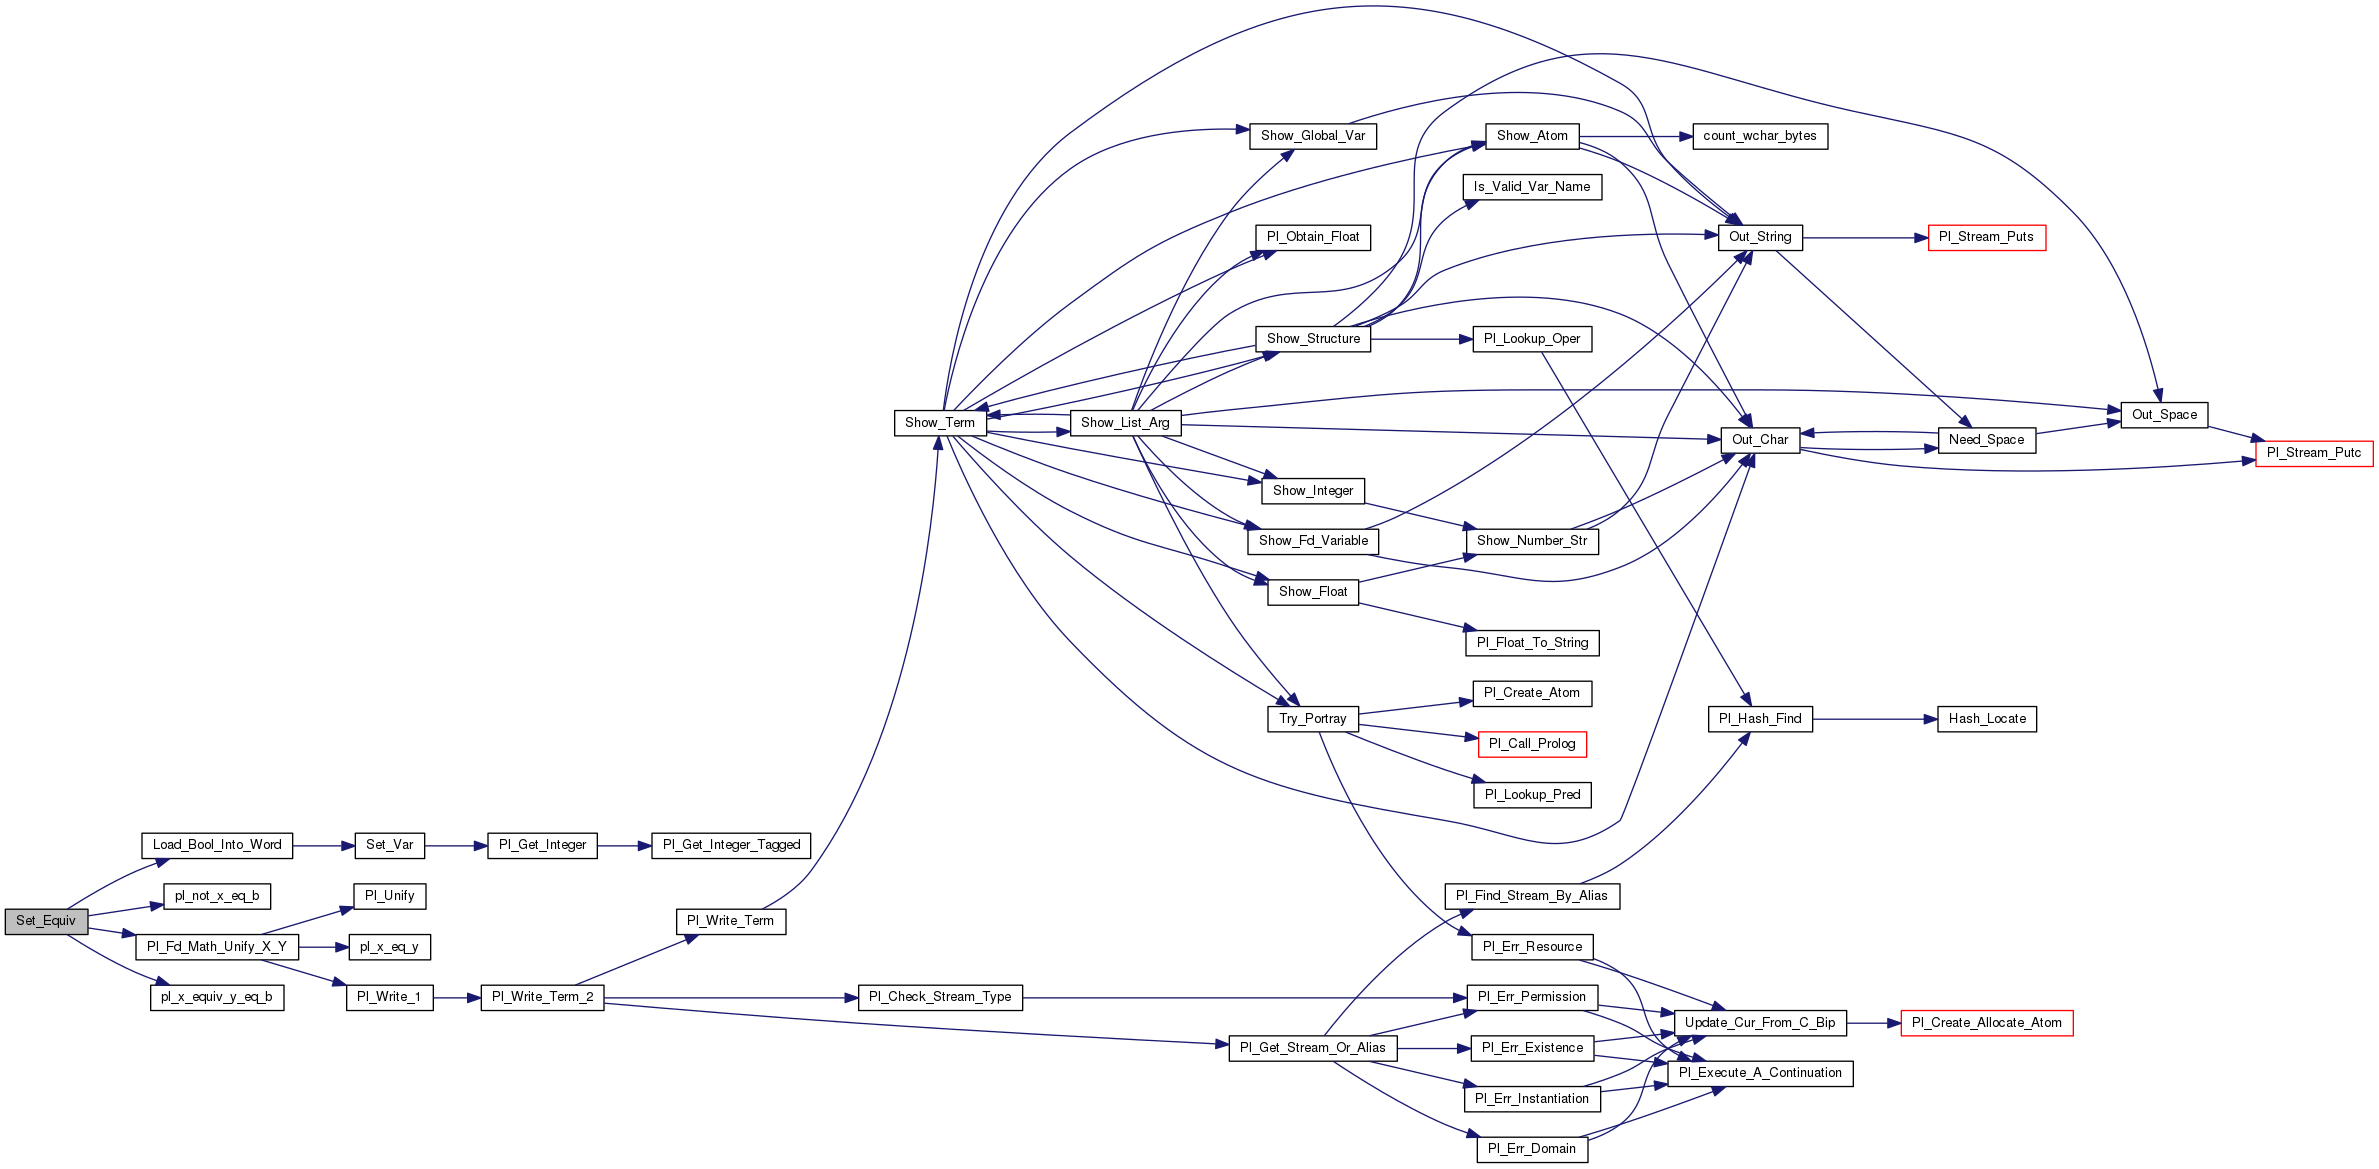 Set_Equiv
Load_Bool_Into_Word
pl_not_x_eq_b
Pl_Fd_Math_Unify_X_Y
pl_x_equiv_y_eq_b
Set_Var
Pl_Unify
pl_x_eq_y
Pl_Write_1
Pl_Get_Integer
Pl_Write_Term_2
Pl_Get_Integer_Tagged
Pl_Write_Term
Pl_Check_Stream_Type
Show_Term
Show_List_Arg
Show_Global_Var
Pl_Obtain_Float
Show_Structure
Show_Integer
Show_Fd_Variable
Show_Float
Try_Portray
Pl_Get_Stream_Or_Alias
Show_Atom
Is_Valid_Var_Name
Pl_Lookup_Oper
Show_Number_Str
Pl_Float_To_String
Pl_Create_Atom
Pl_Call_Prolog
Pl_Lookup_Pred
Pl_Find_Stream_By_Alias
Pl_Err_Resource
Pl_Err_Permission
Pl_Err_Existence
Pl_Err_Instantiation
Pl_Err_Domain
count_wchar_bytes
Out_String
Out_Char
Pl_Hash_Find
Update_Cur_From_C_Bip
Pl_Execute_A_Continuation
Pl_Stream_Puts
Need_Space
Hash_Locate
Pl_Create_Allocate_Atom
Out_Space
Pl_Stream_Putc